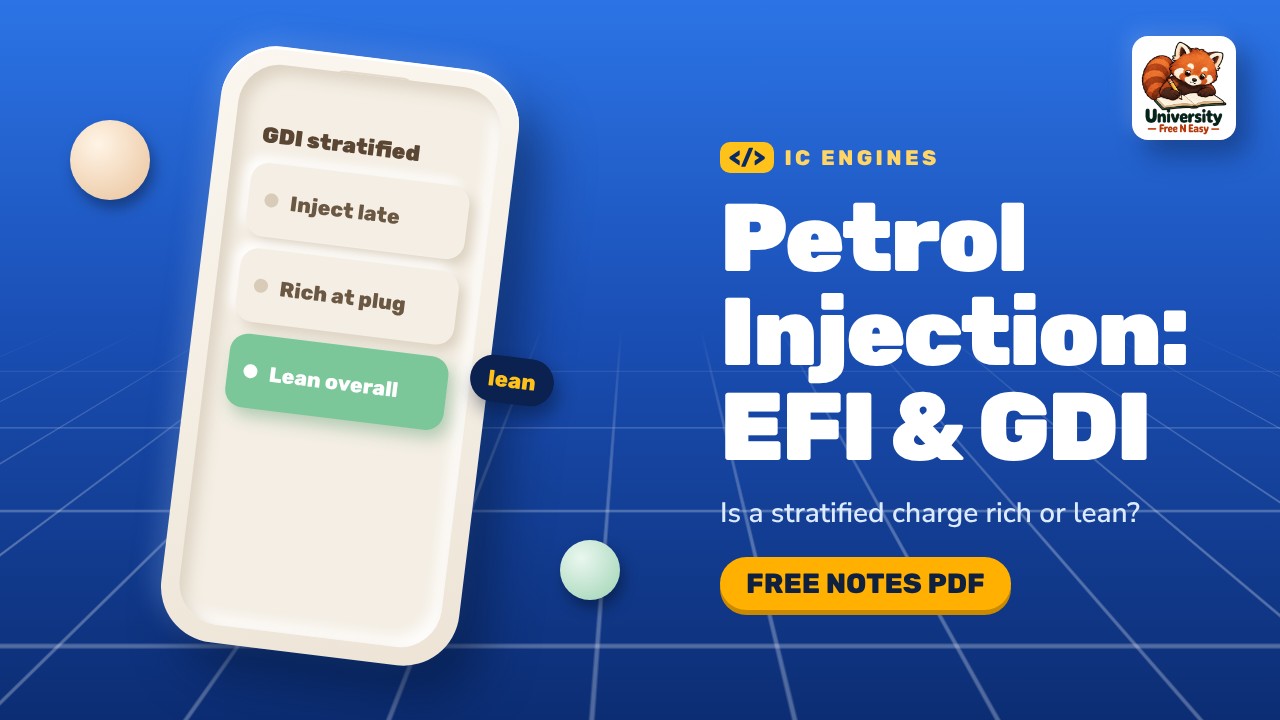 GDI stratified
Inject late
Rich at plug
Lean overall
lean
University
Free N Easy
</> IC ENGINES
Petrol
Injection:
EFI & GDI
Is a stratified charge rich or lean?
FREE NOTES PDF